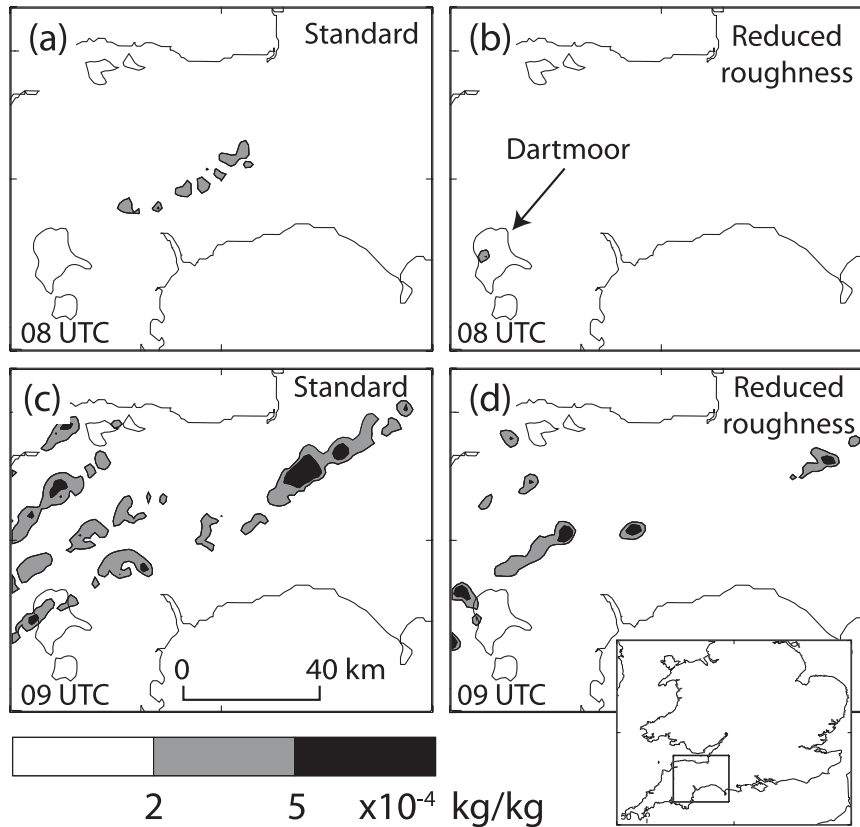 (a) Standard
08 UTC
(b) Reduced
roughness
Dartmoor
08 UTC
(c) Standard
0 40 km
09 UTC
(d) Reduced
roughness
09 UTC
2 5 x10⁻⁴ kg/kg